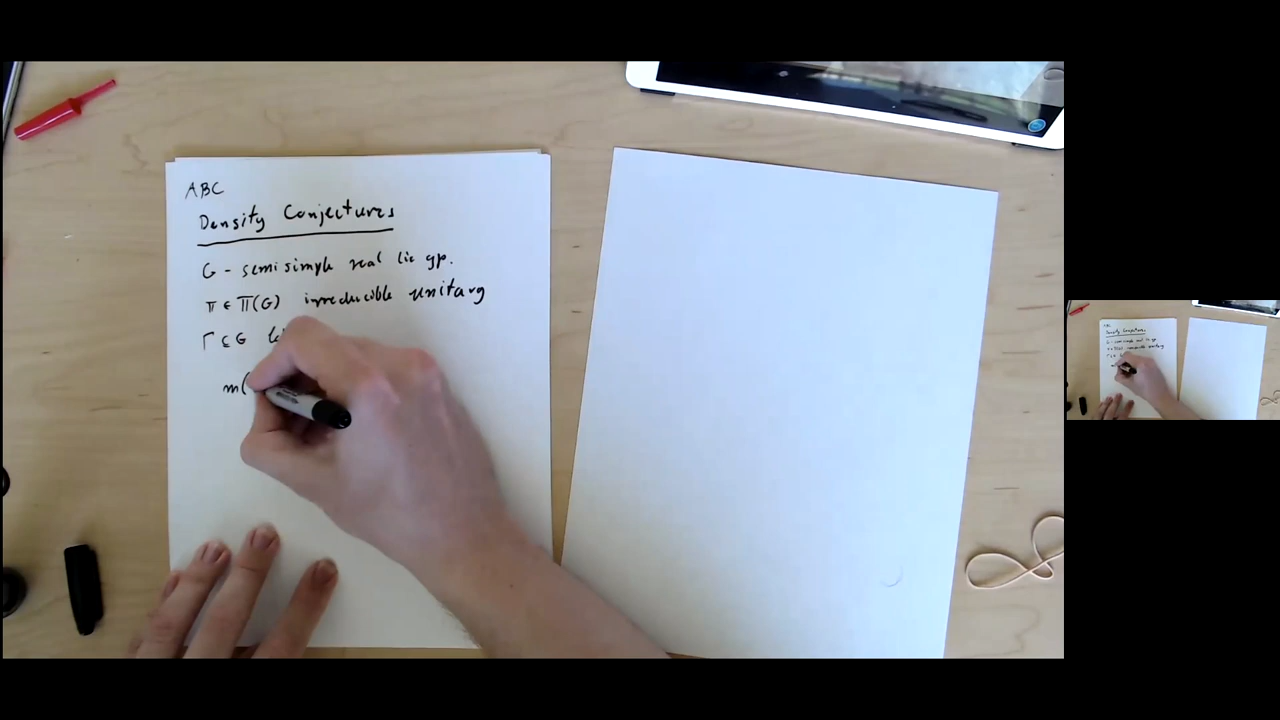 ABC
Density Conjectures
G - semisimple real lie gp.
π ∈ Π(G) irreducible unitary
Γ ⊆ G
m(